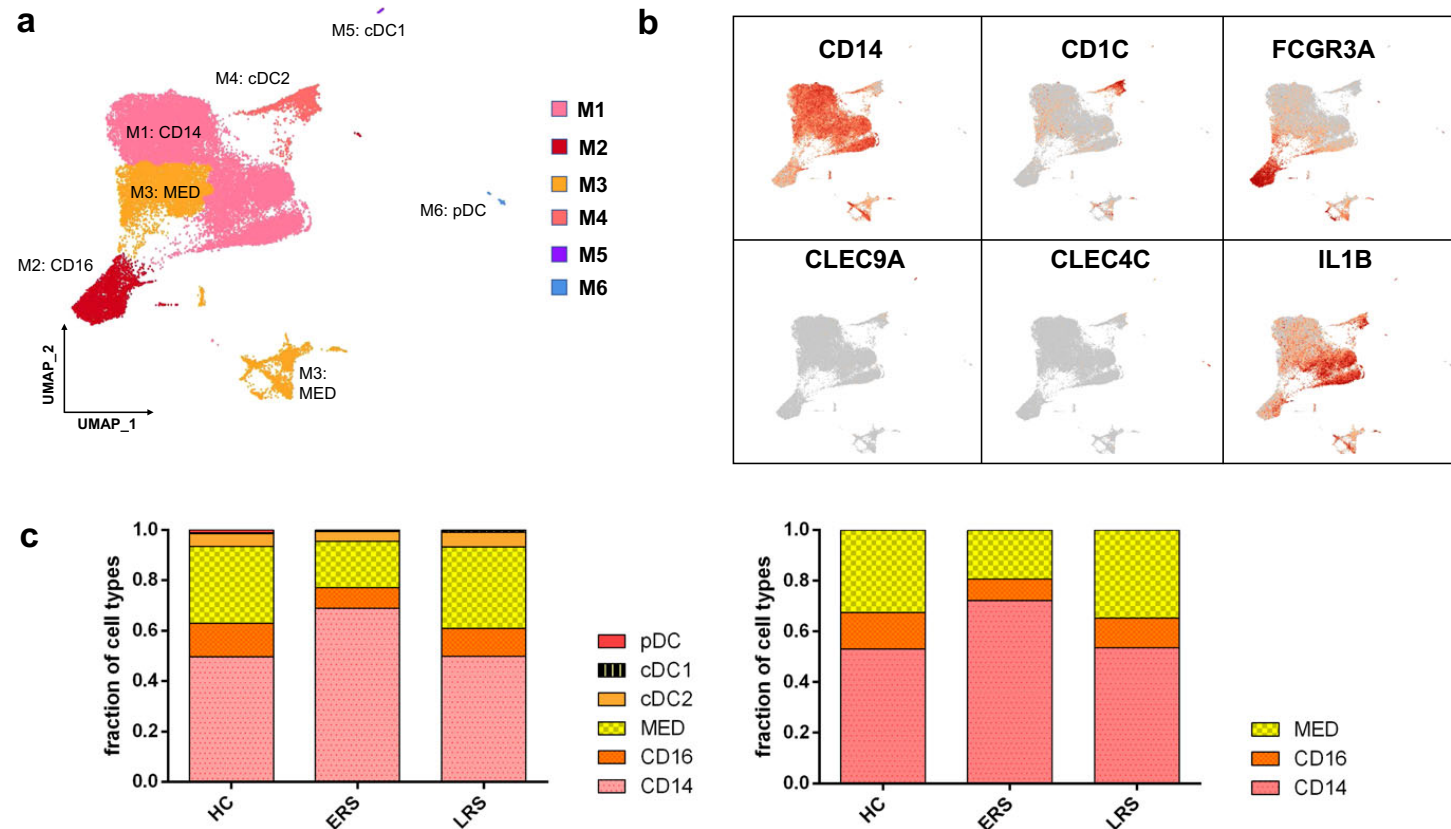 a
M5: cDC1
M4: cDC2
M1: CD14
M3: MED
M6: pDC
M2: CD16
M3:
MED
UMAP_2
UMAP_1
M1
M2
M3
M4
M5
M6
b
CD14
CD1C
FCGR3A
CLEC9A
CLEC4C
IL1B
c
fraction of cell types
1.0
0.8
0.6
0.4
0.2
0.0
HC
ERS
LRS
pDC
cDC1
cDC2
MED
CD16
CD14
fraction of cell types
1.0
0.8
0.6
0.4
0.2
0.0
HC
ERS
LRS
MED
CD16
CD14